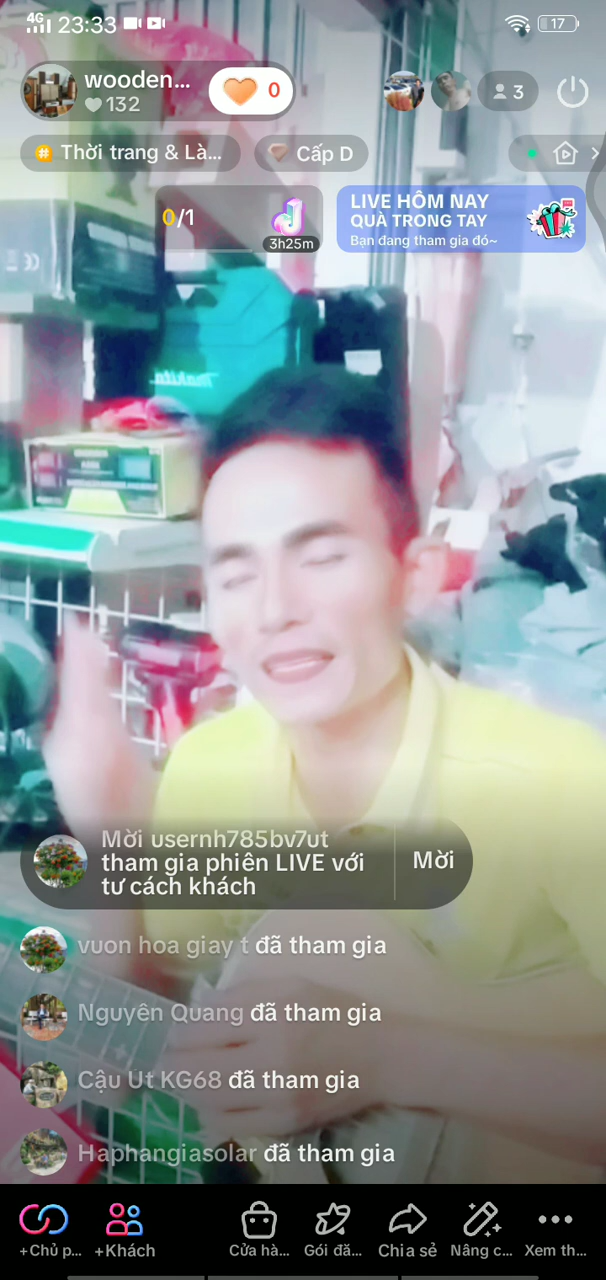 4G 23:33 17
wooden... 0
132
3
# Thời trang & Là...
Cấp D
0/1
3h25m
LIVE HÔM NAY
QUÀ TRONG TAY
Bạn đang tham gia đó~
makita
Mời usernh785bv7ut
tham gia phiên LIVE với
tư cách khách
Mời
vuon hoa giay t đã tham gia
Nguyên Quang đã tham gia
Cậu Út KG68 đã tham gia
Haphangiasolar đã tham gia
+Chủ p...
+Khách
Cửa hà...
Gói đă...
Chia sẻ
Nâng c...
Xem th...